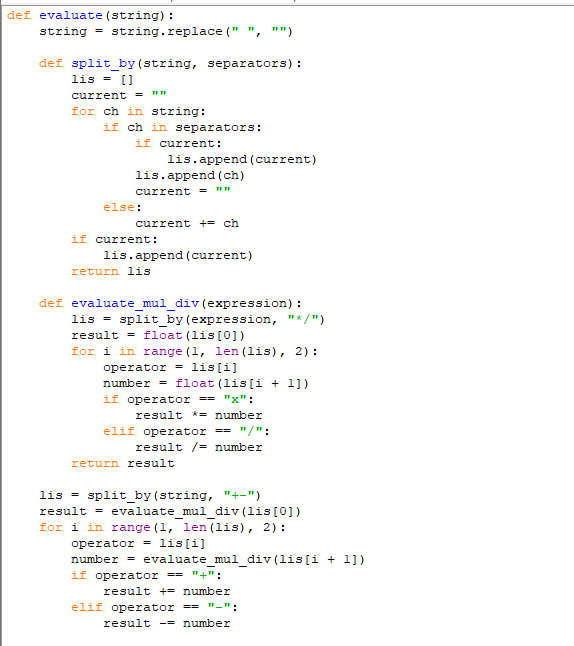 def evaluate(string):
    string = string.replace(" ", "")

    def split_by(string, separators):
        lis = []
        current = ""
        for ch in string:
            if ch in separators:
                if current:
                    lis.append(current)
                lis.append(ch)
                current = ""
            else:
                current += ch
        if current:
            lis.append(current)
        return lis

    def evaluate_mul_div(expression):
        lis = split_by(expression, "*/")
        result = float(lis[0])
        for i in range(1, len(lis), 2):
            operator = lis[i]
            number = float(lis[i + 1])
            if operator == "x":
                result *= number
            elif operator == "/":
                result /= number
        return result

    lis = split_by(string, "+-")
    result = evaluate_mul_div(lis[0])
    for i in range(1, len(lis), 2):
        operator = lis[i]
        number = evaluate_mul_div(lis[i + 1])
        if operator == "+":
            result += number
        elif operator == "-":
            result -= number